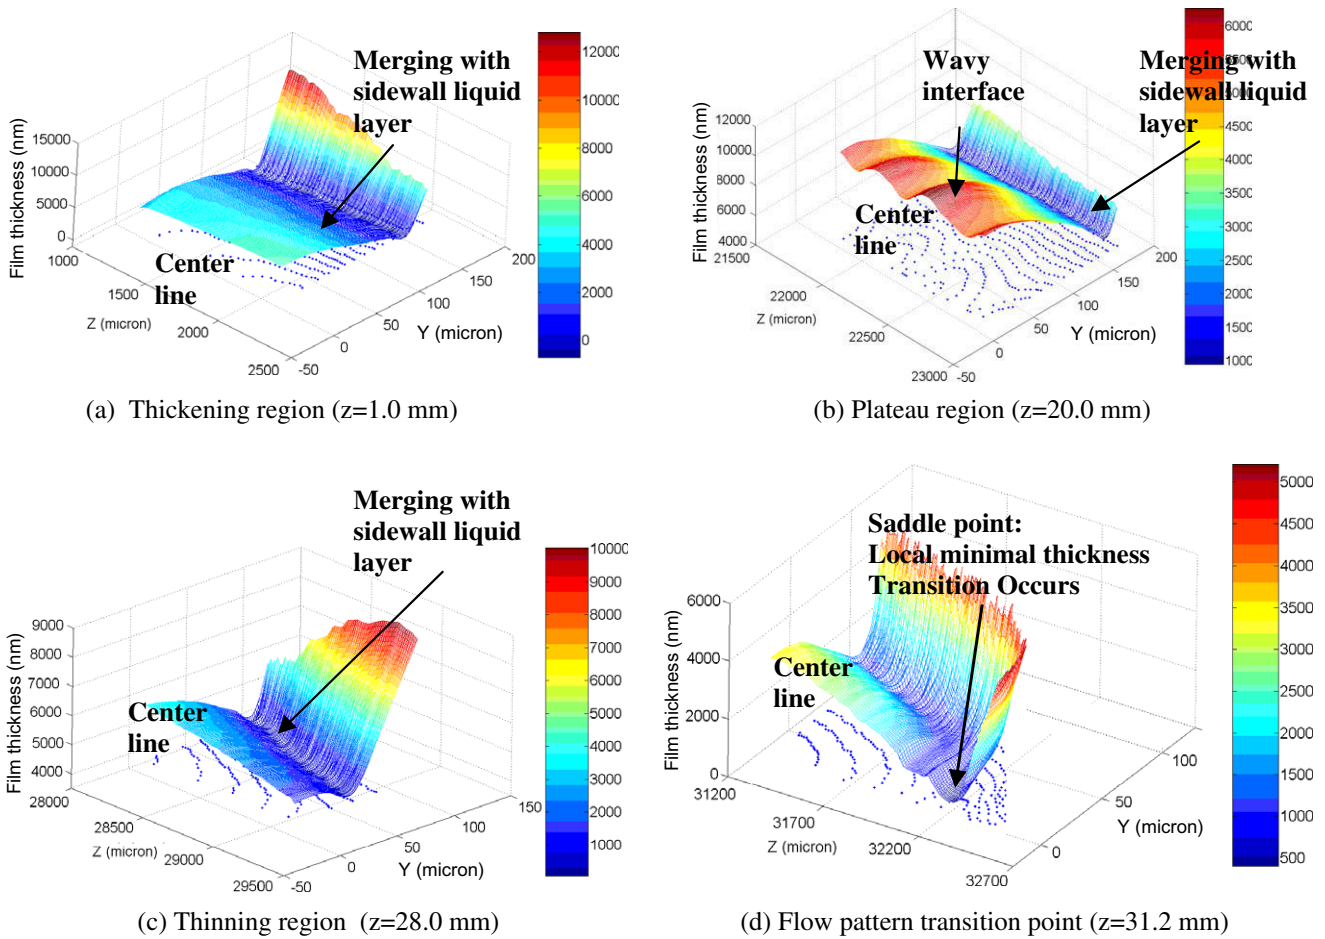 Merging with
sidewall liquid
layer
Center
line
Film thickness (nm)
15000
10000
5000
0
1000
1500
2000
2500
Z (micron)
-50
0
50
100
150
200
Y (micron)
12000
10000
8000
6000
4000
2000
0
(a) Thickening region (z=1.0 mm)
Wavy
interface
Merging with
sidewall liquid
layer
Center
line
Film thickness (nm)
12000
10000
8000
6000
4000
21500
22000
22500
23000
Z (micron)
-50
0
50
100
150
200
Y (micron)
6000
5500
5000
4500
4000
3500
3000
2500
2000
1500
1000
(b) Plateau region (z=20.0 mm)
Merging with
sidewall liquid
layer
Center
line
Film thickness (nm)
9000
8000
7000
6000
5000
4000
28000
28500
29000
29500
Z (micron)
-50
0
50
100
150
Y (micron)
10000
9000
8000
7000
6000
5000
4000
3000
2000
1000
(c) Thinning region (z=28.0 mm)
Saddle point:
Local minimal thickness
Transition Occurs
Center
line
Film thickness (nm)
6000
4000
2000
0
31200
31700
32200
32700
Z (micron)
0
50
100
Y (micron)
5000
4500
4000
3500
3000
2500
2000
1500
1000
500
(d) Flow pattern transition point (z=31.2 mm)